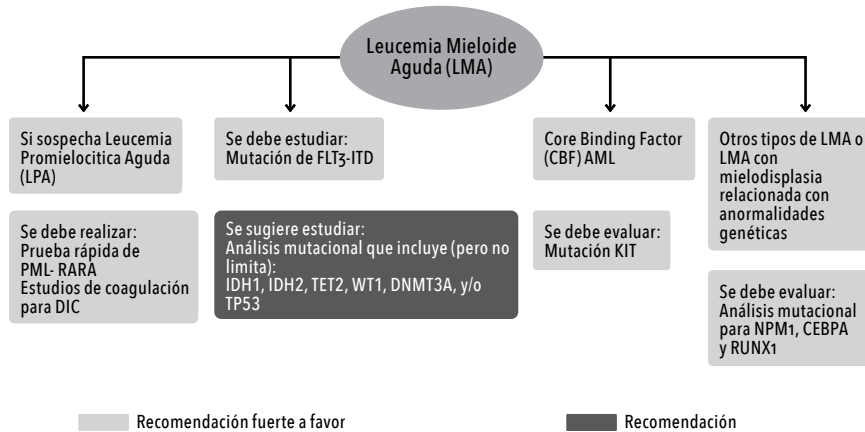 Leucemia Mieloide
Aguda (LMA)
Si sospecha Leucemia
Promielocitica Aguda
(LPA)
Se debe realizar:
Prueba rápida de
PML- RARA
Estudios de coagulación
para DIC
Se debe estudiar:
Mutación de FLT3-ITD
Se sugiere estudiar:
Análisis mutacional que incluye (pero no
limita):
IDH1, IDH2, TET2, WT1, DNMT3A, y/o
TP53
Core Binding Factor
(CBF) AML
Se debe evaluar:
Mutación KIT
Otros tipos de LMA o
LMA con
mielodisplasia
relacionada con
anormalidades
genéticas
Se debe evaluar:
Análisis mutacional
para NPM1, CEBPA
y RUNX1
Recomendación fuerte a favor
Recomendación